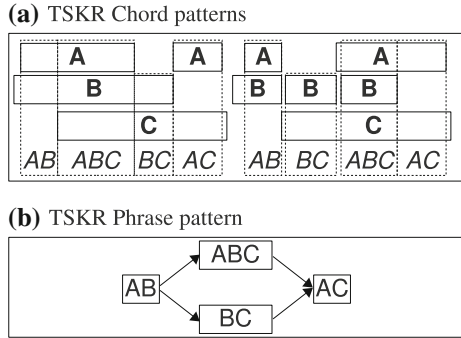 (a) TSKR Chord patterns
A A A A
B B B B
C C
AB ABC BC AC AB BC ABC AC
(b) TSKR Phrase pattern
ABC
AB AC
BC